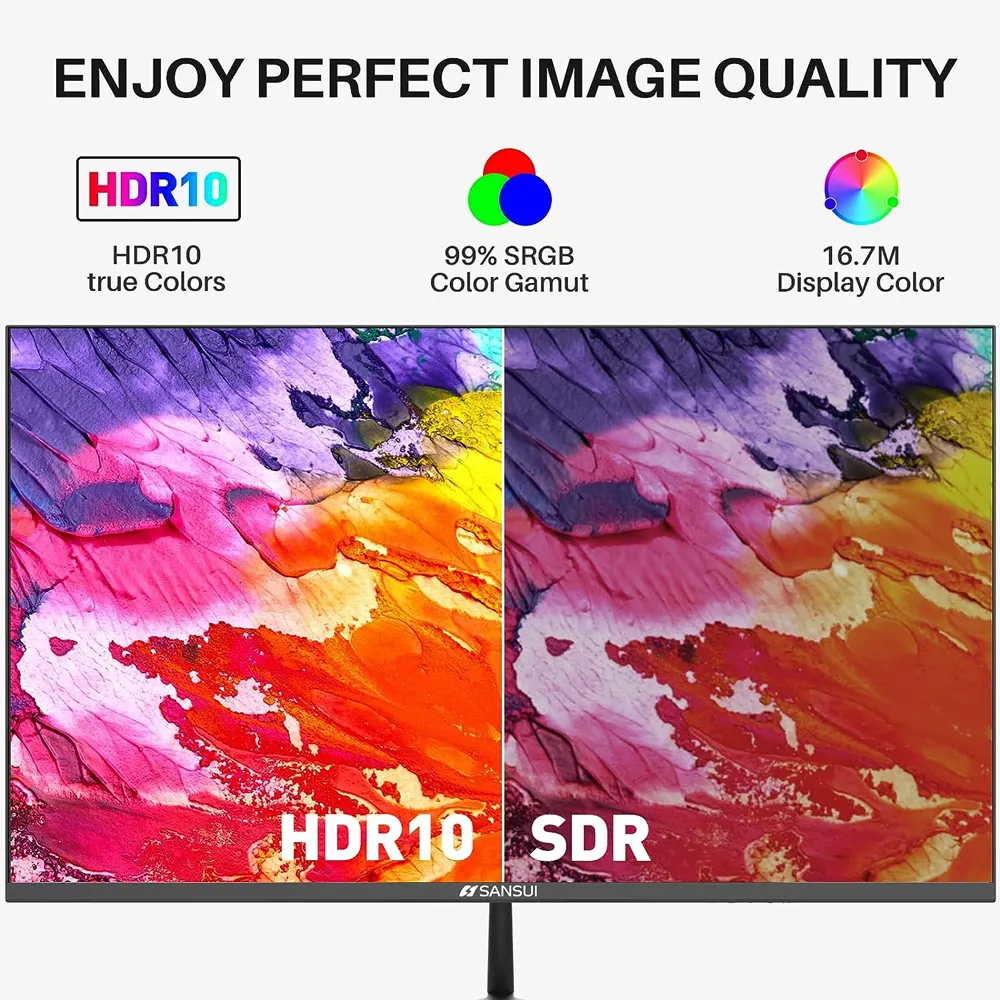 ENJOY PERFECT IMAGE QUALITY
HDR10
HDR10
true Colors
99% SRGB
Color Gamut
16.7M
Display Color
HDR10
SDR
SANSUI